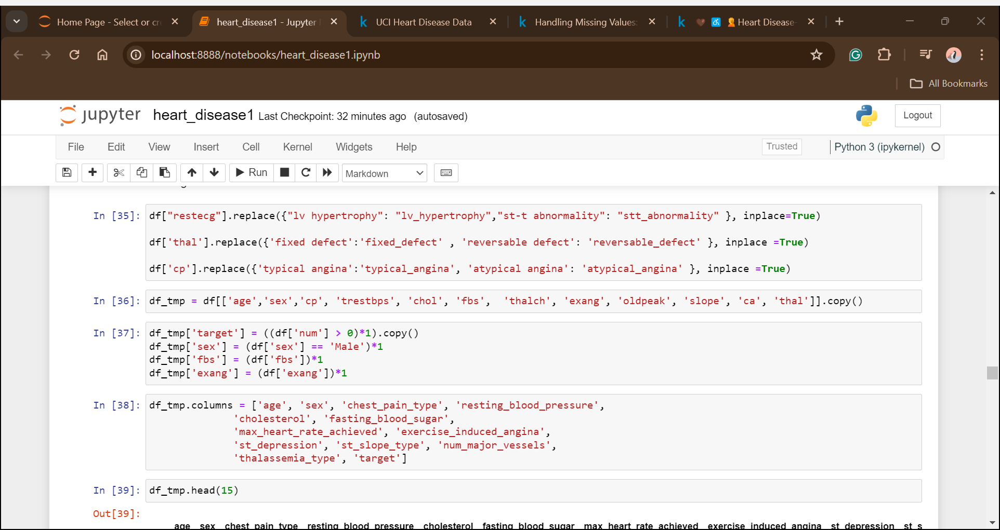 Home Page - Select or cr
heart_disease1 - Jupyter
UCI Heart Disease Data
Handling Missing Values:
Heart Disease-
localhost:8888/notebooks/heart_disease1.ipynb
All Bookmarks
jupyter heart_disease1 Last Checkpoint: 32 minutes ago (autosaved)
Logout
File Edit View Insert Cell Kernel Widgets Help
Trusted
Python 3 (ipykernel)
Run
Markdown
In [35]: df["restecg"].replace({"lv hypertrophy": "lv_hypertrophy","st-t abnormality": "stt_abnormality" }, inplace=True)
df['thal'].replace({'fixed defect':'fixed_defect' , 'reversable defect': 'reversable_defect' }, inplace =True)
df['cp'].replace({'typical angina':'typical_angina', 'atypical angina': 'atypical_angina' }, inplace =True)
In [36]: df_tmp = df[['age','sex','cp', 'trestbps', 'chol', 'fbs',  'thalch', 'exang', 'oldpeak', 'slope', 'ca', 'thal']].copy()
In [37]: df_tmp['target'] = ((df['num'] > 0)*1).copy()
df_tmp['sex'] = (df['sex'] == 'Male')*1
df_tmp['fbs'] = (df['fbs'])*1
df_tmp['exang'] = (df['exang'])*1
In [38]: df_tmp.columns = ['age', 'sex', 'chest_pain_type', 'resting_blood_pressure',
'cholesterol', 'fasting_blood_sugar',
'max_heart_rate_achieved', 'exercise_induced_angina',
'st_depression', 'st_slope_type', 'num_major_vessels',
'thalassemia_type', 'target']
In [39]: df_tmp.head(15)
Out[39]:
age sex chest_pain_type resting_blood_pressure cholesterol fasting_blood_sugar max_heart_rate_achieved exercise_induced_angina st_depression st_s